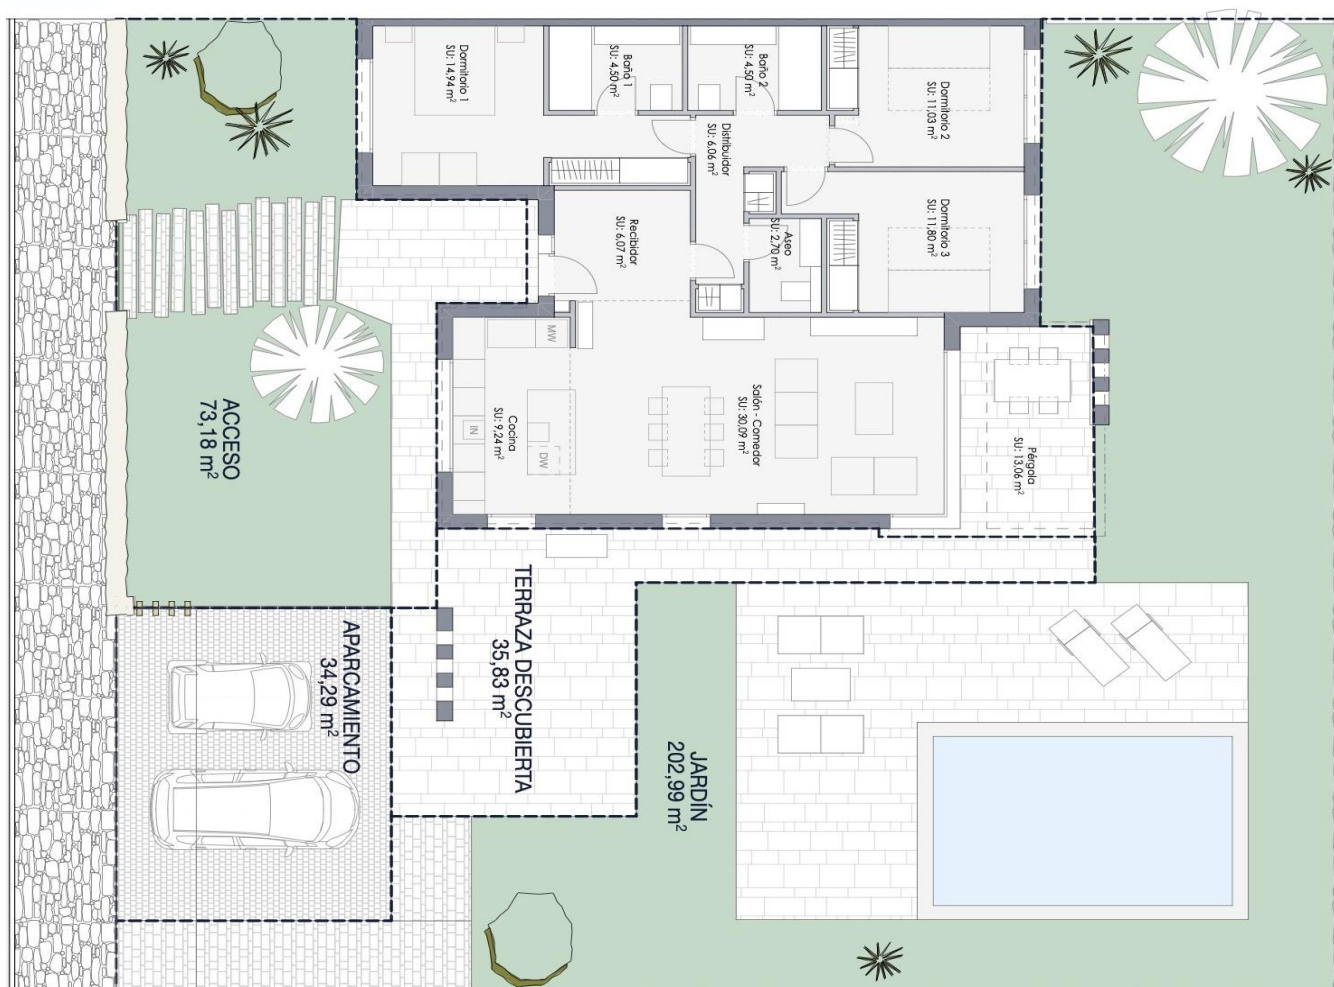 Dormitorio 1
SU: 14,94 m²
Baño 1
SU: 4,50 m²
Baño 2
SU: 4,50 m²
Dormitorio 2
SU: 11,03 m²
Distribuidor
SU: 6,06 m²
Recibidor
SU: 6,07 m²
Aseo
SU: 2,70 m²
Dormitorio 3
SU: 11,80 m²
MW
IN
DW
Cocina
SU: 9,24 m²
Salón - Comedor
SU: 30,09 m²
Pérgola
SU: 13,06 m²
ACCESO
73,18 m²
APARCAMIENTO
34,29 m²
TERRAZA DESCUBIERTA
35,83 m²
JARDÍN
202,99 m²